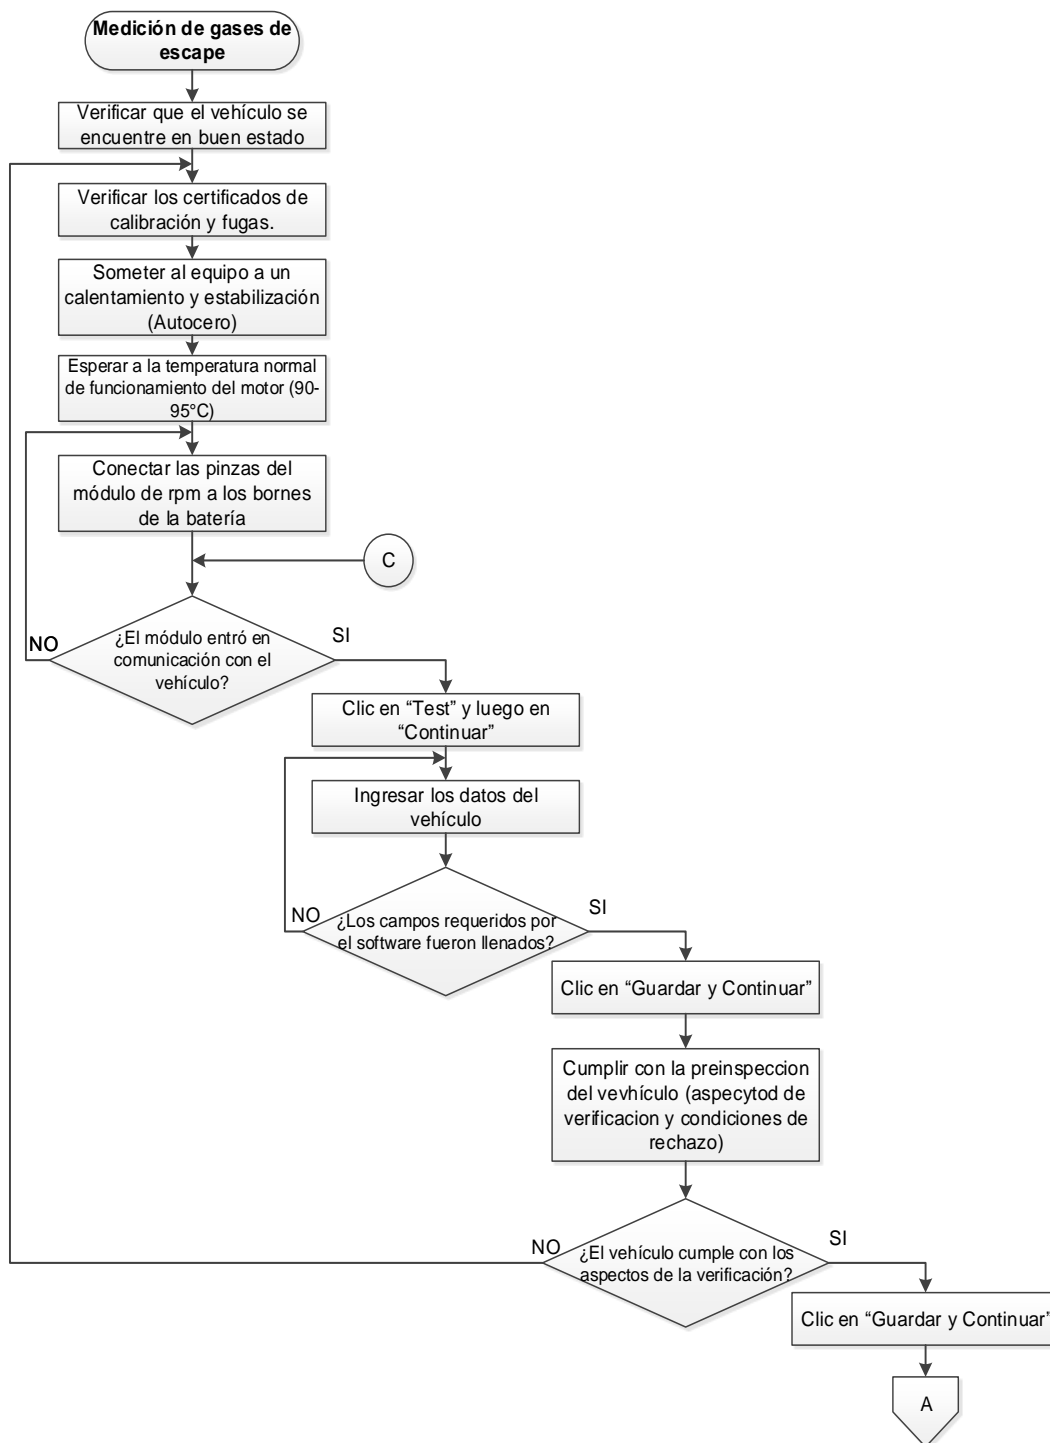 Medición de gases de
escape
Verificar que el vehículo se
encuentre en buen estado
Verificar los certificados de
calibración y fugas.
Someter al equipo a un
calentamiento y estabilización
(Autocero)
Esperar a la temperatura normal
de funcionamiento del motor (90-
95°C)
Conectar las pinzas del
módulo de rpm a los bornes
de la batería
C
¿El módulo entró en
comunicación con el
vehículo?
NO
SI
Clic en “Test” y luego en
“Continuar”
Ingresar los datos del
vehículo
¿Los campos requeridos por
el software fueron llenados?
NO
SI
Clic en “Guardar y Continuar”
Cumplir con la preinspeccion
del vevhículo (aspecytod de
verificacion y condiciones de
rechazo)
¿El vehículo cumple con los
aspectos de la verificación?
NO
SI
Clic en “Guardar y Continuar”
A